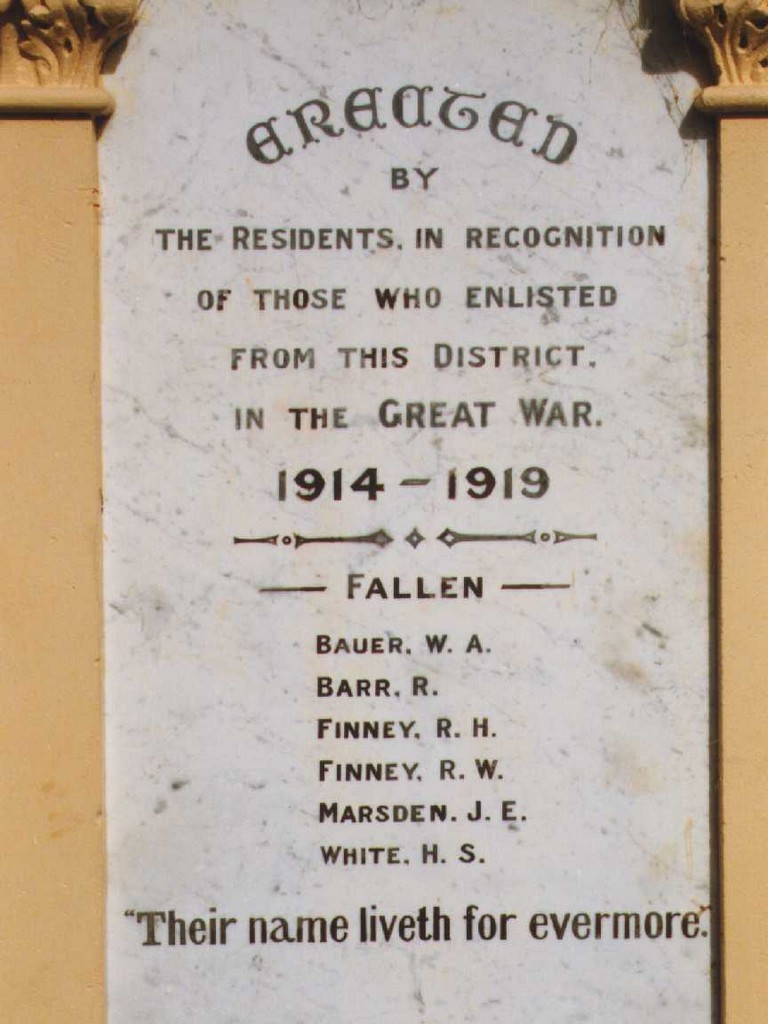 ERECTED
BY
THE RESIDENTS, IN RECOGNITION
OF THOSE WHO ENLISTED
FROM THIS DISTRICT,
IN THE GREAT WAR.
1914 – 1919
— FALLEN —
BAUER, W. A.
BARR, R.
FINNEY, R. H.
FINNEY, R. W.
MARSDEN, J. E.
WHITE, H. S.
“Their name liveth for evermore.”